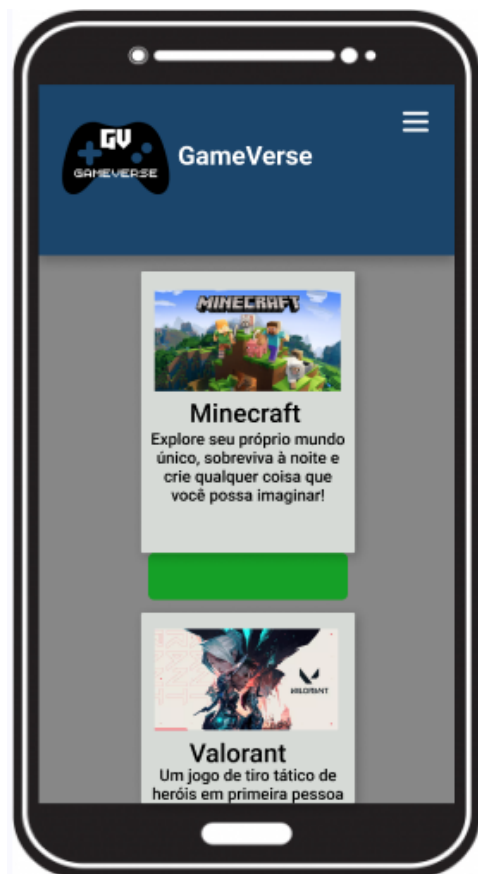 GV
GAMEVERSE
GameVerse
MINECRAFT
Minecraft
Explore seu próprio mundo
único, sobreviva à noite e
crie qualquer coisa que
você possa imaginar!
VALORANT
Valorant
Um jogo de tiro tático de
heróis em primeira pessoa